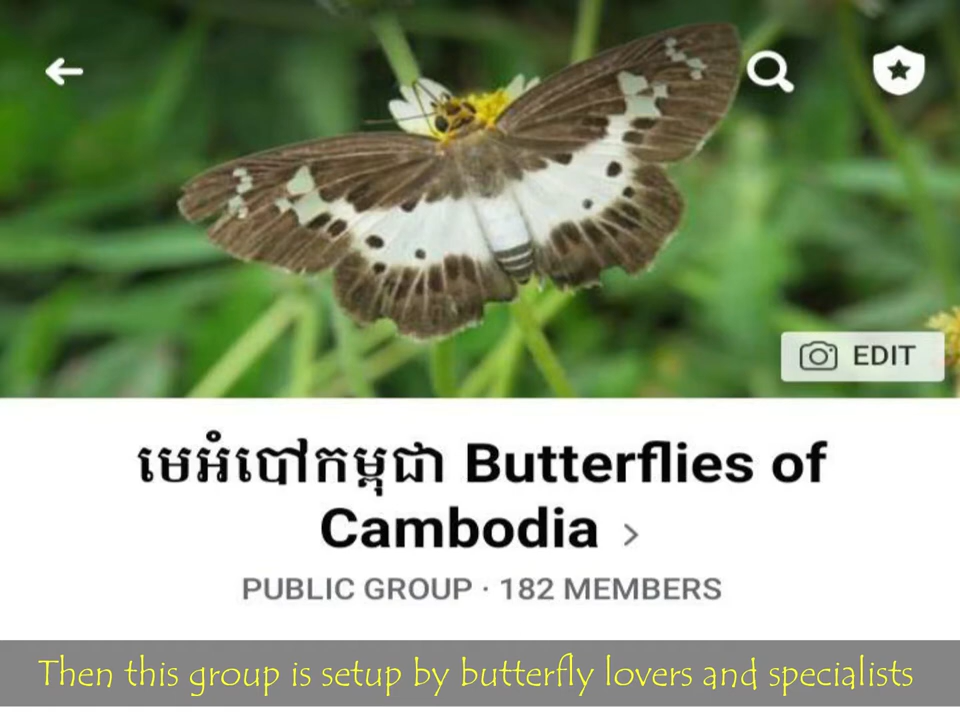 EDIT
មេអំបៅកម្ពុជា Butterflies of
Cambodia >
PUBLIC GROUP · 182 MEMBERS
Then this group is setup by butterfly lovers and specialists